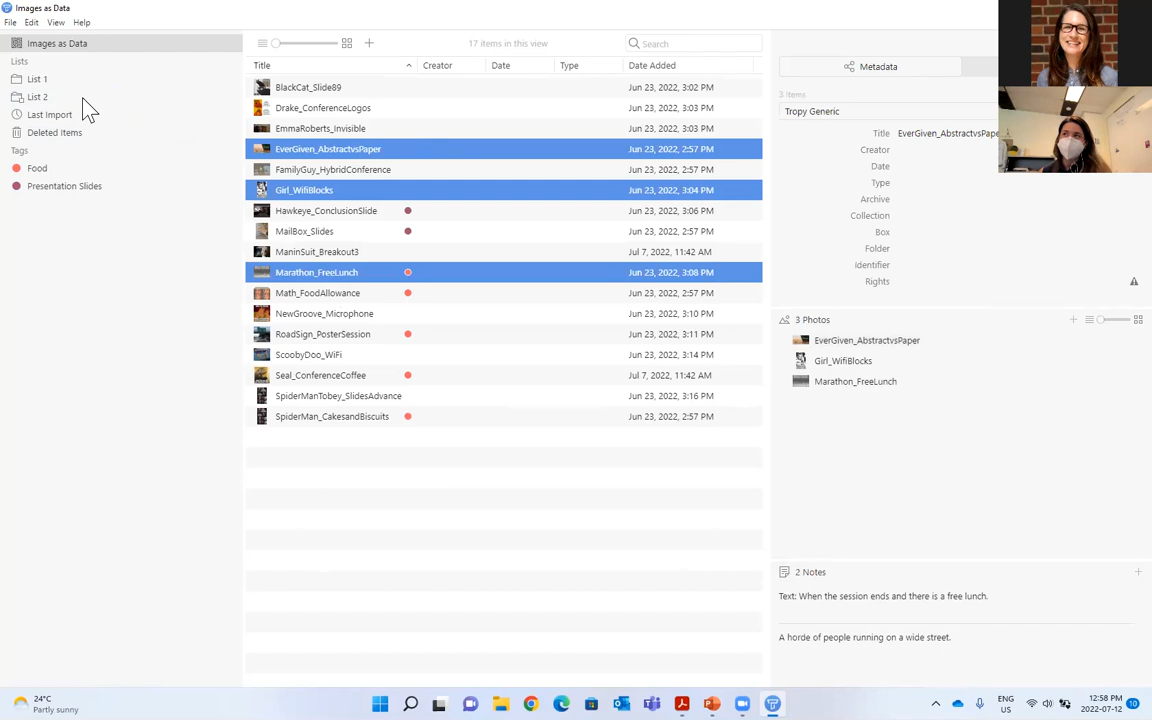 Images as Data
File Edit View Help
Images as Data
Lists
List 1
List 2
Last Import
Deleted Items
Tags
Food
Presentation Slides
17 items in this view
Search
Title Creator Date Type Date Added
BlackCat_Slide89 Jun 23, 2022, 3:02 PM
Drake_ConferenceLogos Jun 23, 2022, 3:03 PM
EmmaRoberts_Invisible Jun 23, 2022, 3:03 PM
EverGiven_AbstractvsPaper Jun 23, 2022, 2:57 PM
FamilyGuy_HybridConference Jun 23, 2022, 2:57 PM
Girl_WifiBlocks Jun 23, 2022, 3:04 PM
Hawkeye_ConclusionSlide Jun 23, 2022, 3:06 PM
MailBox_Slides Jun 23, 2022, 2:57 PM
ManinSuit_Breakout3 Jul 7, 2022, 11:42 AM
Marathon_FreeLunch Jun 23, 2022, 3:08 PM
Math_FoodAllowance Jun 23, 2022, 2:57 PM
NewGroove_Microphone Jun 23, 2022, 3:10 PM
RoadSign_PosterSession Jun 23, 2022, 3:11 PM
ScoobyDoo_WiFi Jun 23, 2022, 3:14 PM
Seal_ConferenceCoffee Jul 7, 2022, 11:42 AM
SpiderManTobey_SlidesAdvance Jun 23, 2022, 3:16 PM
SpiderMan_CakesandBiscuits Jun 23, 2022, 2:57 PM
Metadata
3 Items
Tropy Generic
Title EverGiven_AbstractvsPape
Creator
Date
Type
Archive
Collection
Box
Folder
Identifier
Rights
3 Photos
EverGiven_AbstractvsPaper
Girl_WifiBlocks
Marathon_FreeLunch
2 Notes
Text: When the session ends and there is a free lunch.
A horde of people running on a wide street.
24°C
Partly sunny
ENG
US
12:58 PM
2022-07-12
10